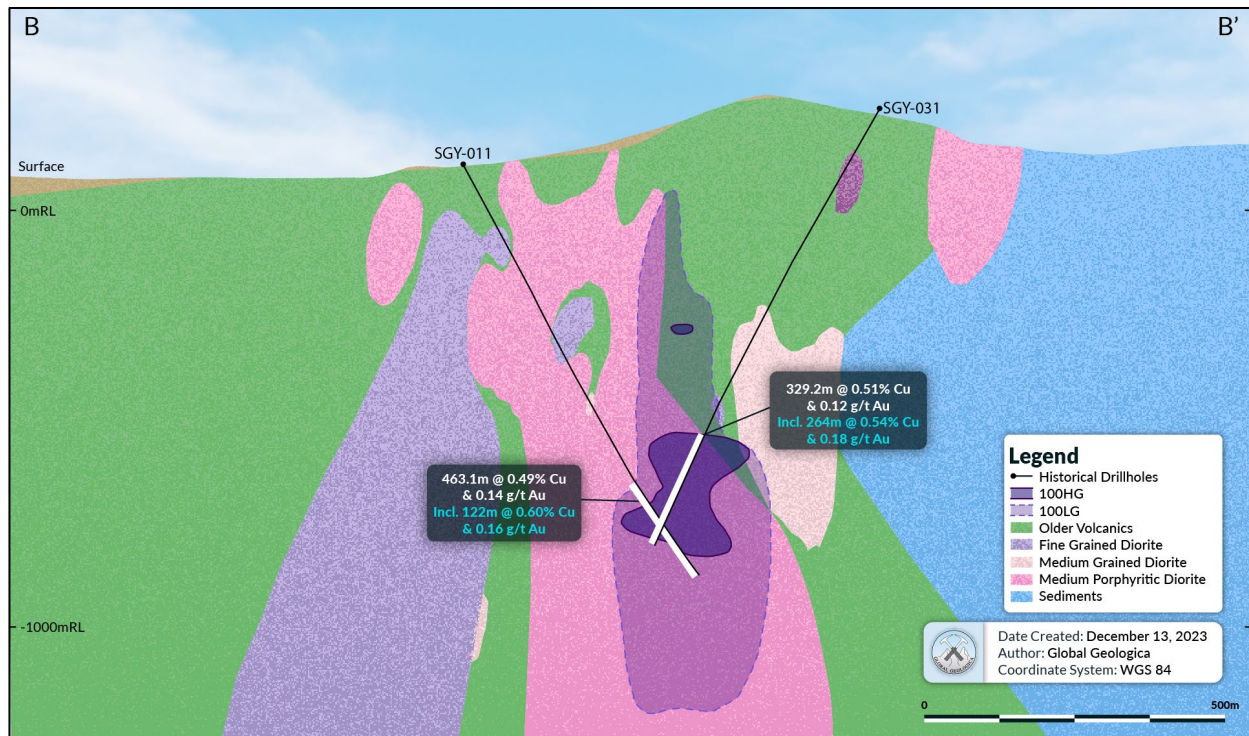 B
B’
SGY-031
SGY-011
Surface
0mRL
329.2m @ 0.51% Cu
& 0.12 g/t Au
Incl. 264m @ 0.54% Cu
& 0.18 g/t Au
463.1m @ 0.49% Cu
& 0.14 g/t Au
Incl. 122m @ 0.60% Cu
& 0.16 g/t Au
-1000mRL
Legend
Historical Drillholes
100HG
100LG
Older Volcanics
Fine Grained Diorite
Medium Grained Diorite
Medium Porphyritic Diorite
Sediments
GLOBAL GEOLOGICA
Date Created: December 13, 2023
Author: Global Geologica
Coordinate System: WGS 84
0
500m